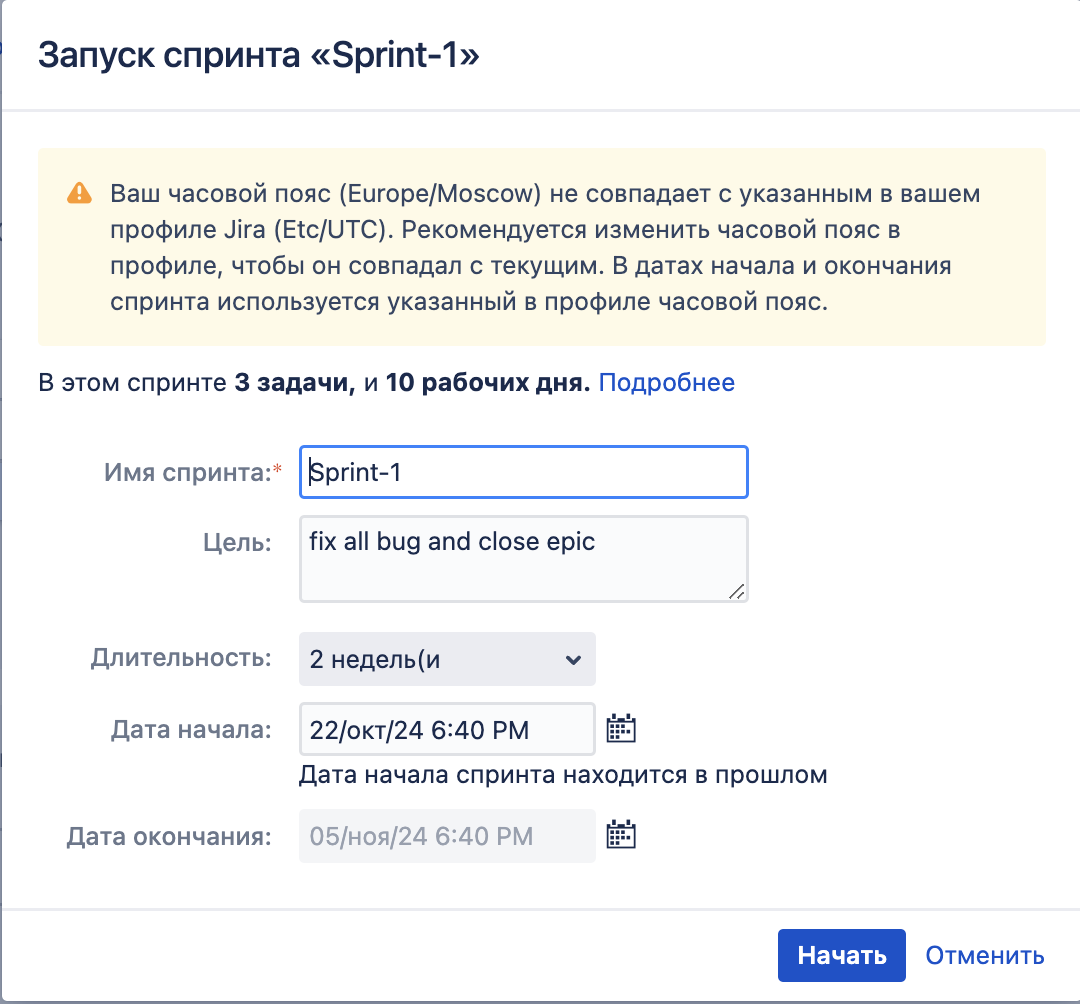 Запуск спринта «Sprint-1»
Ваш часовой пояс (Europe/Moscow) не совпадает с указанным в вашем
профиле Jira (Etc/UTC). Рекомендуется изменить часовой пояс в
профиле, чтобы он совпадал с текущим. В датах начала и окончания
спринта используется указанный в профиле часовой пояс.
В этом спринте 3 задачи, и 10 рабочих дня. Подробнее
Имя спринта:* Sprint-1
Цель: fix all bug and close epic
Длительность: 2 недель(и
Дата начала: 22/окт/24 6:40 PM
Дата начала спринта находится в прошлом
Дата окончания: 05/ноя/24 6:40 PM
Начать Отменить